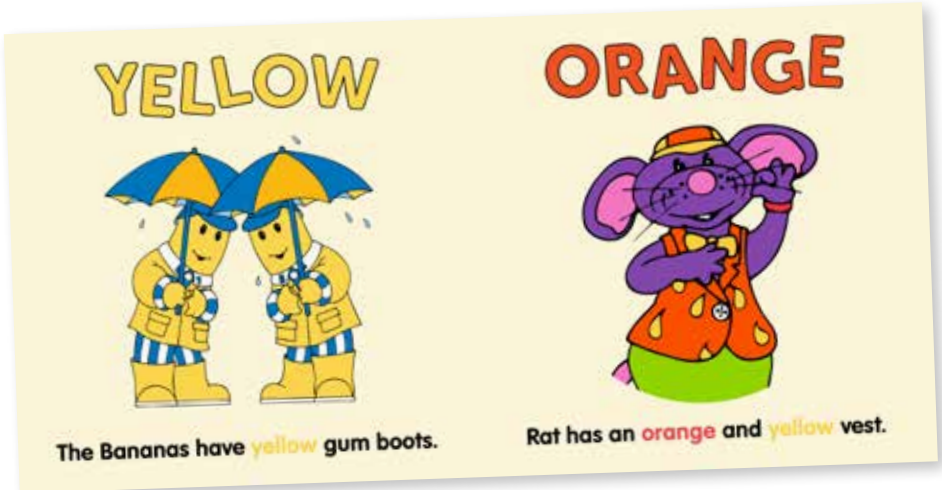 YELLOW
The Bananas have yellow gum boots.
ORANGE
Rat has an orange and yellow vest.